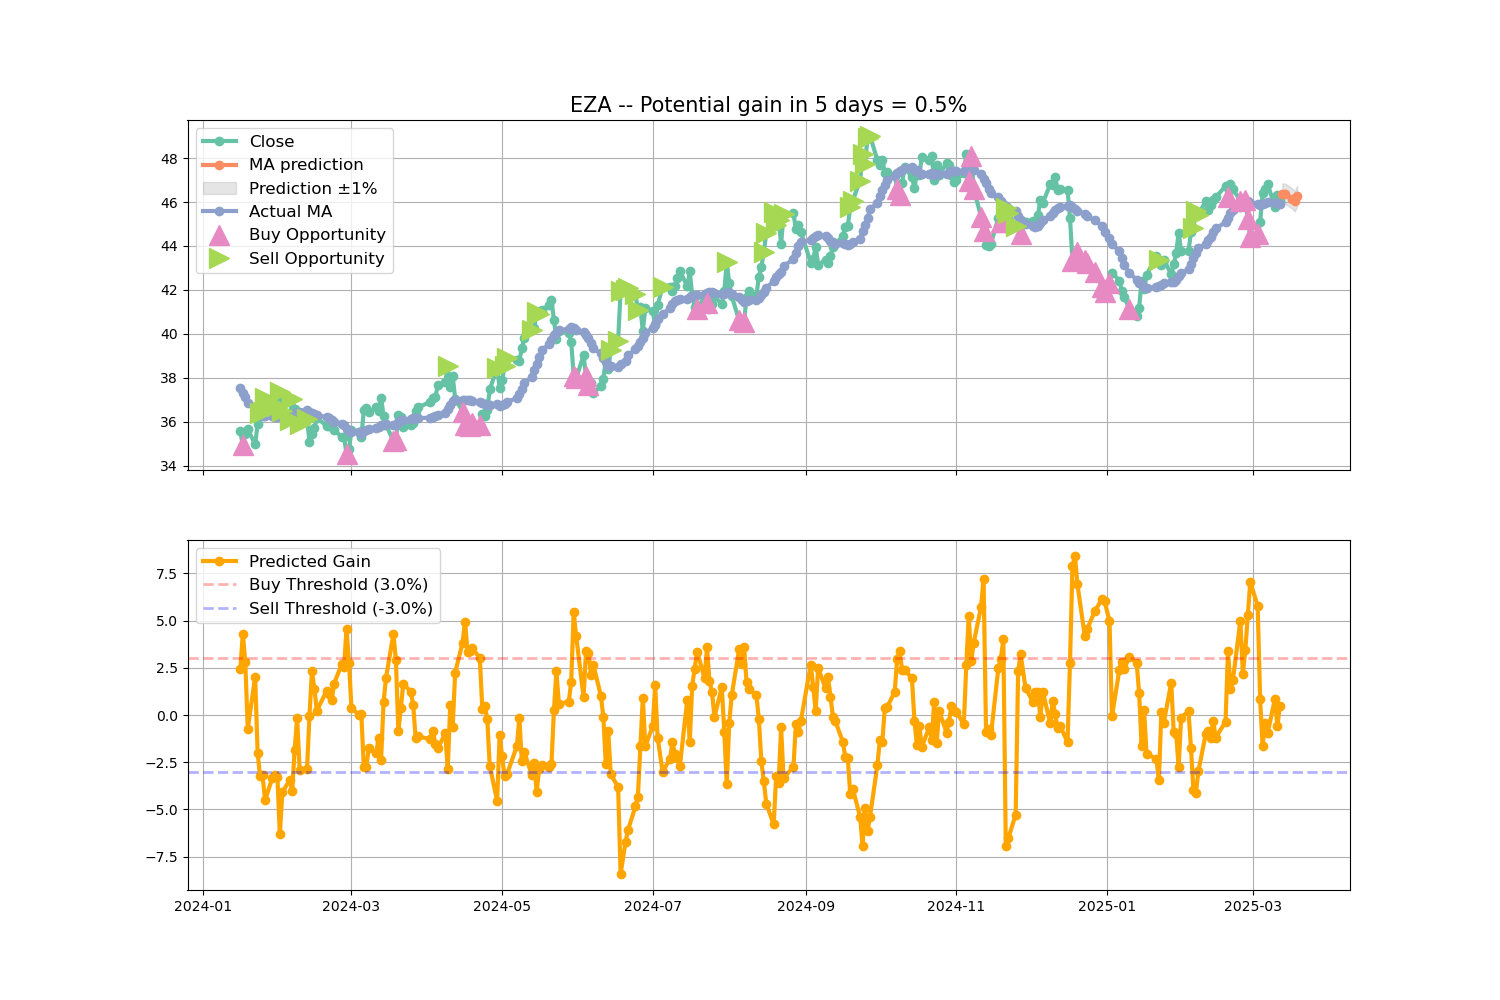 EZA -- Potential gain in 5 days = 0.5%
Close
MA prediction
Prediction ±1%
Actual MA
Buy Opportunity
Sell Opportunity
48
46
44
42
40
38
36
34
Predicted Gain
Buy Threshold (3.0%)
Sell Threshold (-3.0%)
7.5
5.0
2.5
0.0
−2.5
−5.0
−7.5
2024-01 2024-03 2024-05 2024-07 2024-09 2024-11 2025-01 2025-03